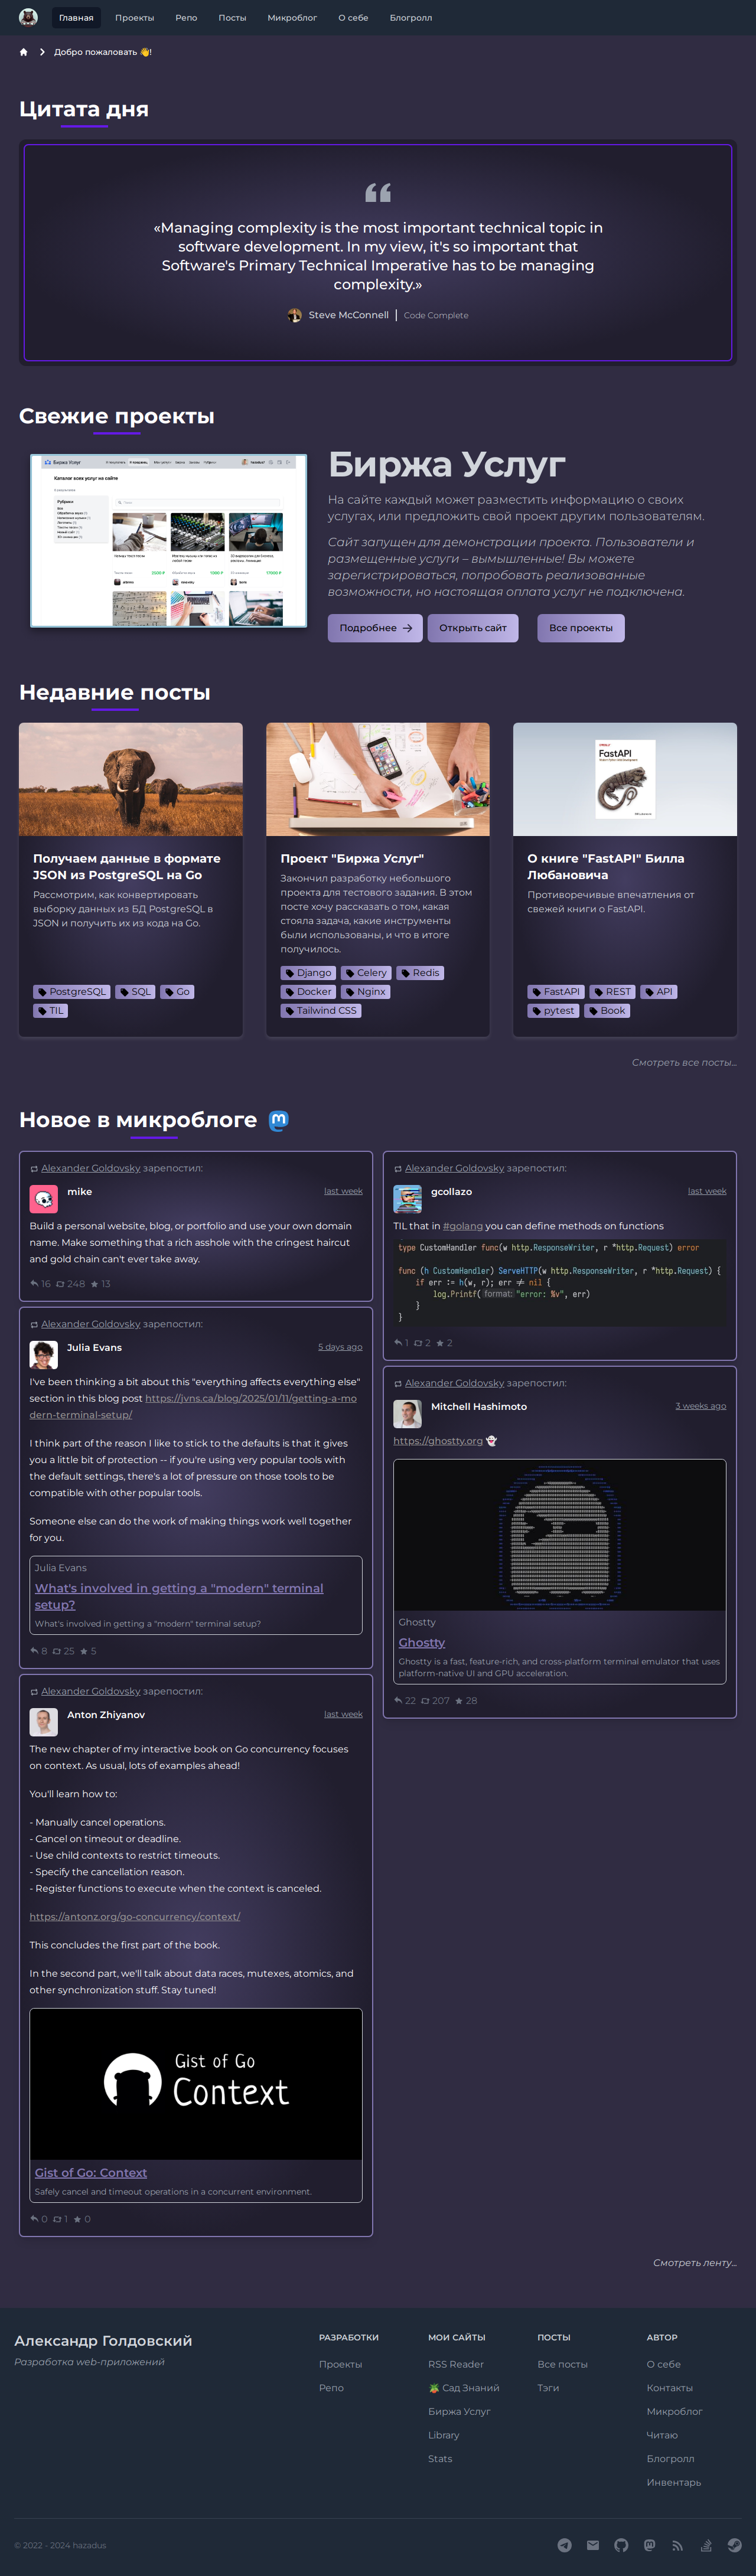 Главная Проекты Репо Посты Микроблог О себе Блогролл
Добро пожаловать 👋!
Цитата дня
«Managing complexity is the most important technical topic in
software development. In my view, it's so important that
Software's Primary Technical Imperative has to be managing
complexity.»
Steve McConnell | Code Complete
Свежие проекты
Биржа Услуг
Каталог всех услуг на сайте
Рубрики
Биржа Услуг
На сайте каждый может разместить информацию о своих
услугах, или предложить свой проект другим пользователям.
Сайт запущен для демонстрации проекта. Пользователи и
размещенные услуги – вымышленные! Вы можете
зарегистрироваться, попробовать реализованные
возможности, но настоящая оплата услуг не подключена.
Подробнее → Открыть сайт Все проекты
Недавние посты
Получаем данные в формате
JSON из PostgreSQL на Go
Рассмотрим, как конвертировать
выборку данных из БД PostgreSQL в
JSON и получить их из кода на Go.
PostgreSQL SQL Go
TIL
Проект "Биржа Услуг"
Закончил разработку небольшого
проекта для тестового задания. В этом
посте хочу рассказать о том, какая
стояла задача, какие инструменты
были использованы, и что в итоге
получилось.
Django Celery Redis
Docker Nginx
Tailwind CSS
FastAPI
О книге "FastAPI" Билла
Любановича
Противоречивые впечатления от
свежей книги о FastAPI.
FastAPI REST API
pytest Book
Смотреть все посты...
Новое в микроблоге
Alexander Goldovsky зарепостил:
mike last week
Build a personal website, blog, or portfolio and use your own domain
name. Make something that a rich asshole with the cringest haircut
and gold chain can't ever take away.
16 248 13
Alexander Goldovsky зарепостил:
Julia Evans 5 days ago
I've been thinking a bit about this "everything affects everything else"
section in this blog post https://jvns.ca/blog/2025/01/11/getting-a-mo
dern-terminal-setup/
I think part of the reason I like to stick to the defaults is that it gives
you a little bit of protection -- if you're using very popular tools with
the default settings, there's a lot of pressure on those tools to be
compatible with other popular tools.
Someone else can do the work of making things work well together
for you.
Julia Evans
What's involved in getting a "modern" terminal
setup?
What's involved in getting a "modern" terminal setup?
8 25 5
Alexander Goldovsky зарепостил:
Anton Zhiyanov last week
The new chapter of my interactive book on Go concurrency focuses
on context. As usual, lots of examples ahead!
You'll learn how to:
- Manually cancel operations.
- Cancel on timeout or deadline.
- Use child contexts to restrict timeouts.
- Specify the cancellation reason.
- Register functions to execute when the context is canceled.
https://antonz.org/go-concurrency/context/
This concludes the first part of the book.
In the second part, we'll talk about data races, mutexes, atomics, and
other synchronization stuff. Stay tuned!
Gist of Go
Context
Gist of Go: Context
Safely cancel and timeout operations in a concurrent environment.
0 1 0
Alexander Goldovsky зарепостил:
gcollazo last week
TIL that in #golang you can define methods on functions
type CustomHandler func(w http.ResponseWriter, r *http.Request) error
func (h CustomHandler) ServeHTTP(w http.ResponseWriter, r *http.Request) {
if err := h(w, r); err ≠ nil {
log.Printf( format: "error: %v", err)
}
}
1 2 2
Alexander Goldovsky зарепостил:
Mitchell Hashimoto 3 weeks ago
https://ghostty.org 👻
Ghostty
Ghostty
Ghostty is a fast, feature-rich, and cross-platform terminal emulator that uses
platform-native UI and GPU acceleration.
22 207 28
Смотреть ленту...
Александр Голдовский
Разработка web-приложений
РАЗРАБОТКИ
Проекты
Репо
МОИ САЙТЫ
RSS Reader
🪴 Сад Знаний
Биржа Услуг
Library
Stats
ПОСТЫ
Все посты
Тэги
АВТОР
О себе
Контакты
Микроблог
Читаю
Блогролл
Инвентарь
© 2022 - 2024 hazadus